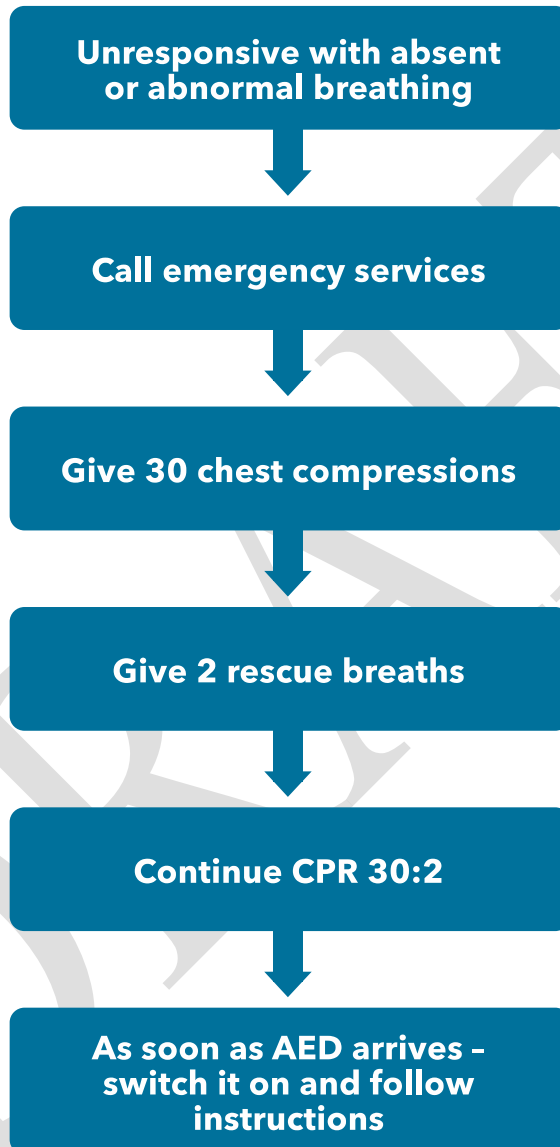 Unresponsive with absent
or abnormal breathing
Call emergency services
Give 30 chest compressions
Give 2 rescue breaths
Continue CPR 30:2
As soon as AED arrives –
switch it on and follow
instructions
DRAFT